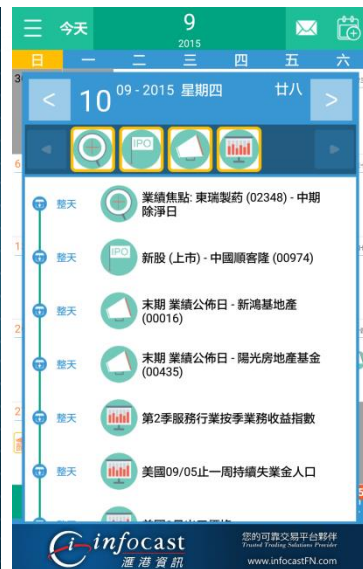 今天
9
2015
日 一 二 三 四 五 六
< 10 09 - 2015 星期四 廿八 >
IPO
整天 業績焦點: 東瑞製葯 (02348) - 中期
除淨日
整天 IPO 新股 (上市) - 中國順客隆 (00974)
整天 末期 業績公佈日 - 新鴻基地產
(00016)
整天 末期 業績公佈日 - 陽光房地產基金
(00435)
整天 第2季服務行業按季業務收益指數
整天 美國09/05止一周持續失業金人口
infocast
滙港資訊
您的可靠交易平台夥伴
Trusted Trading Solutions Provider
www.infocastFN.com